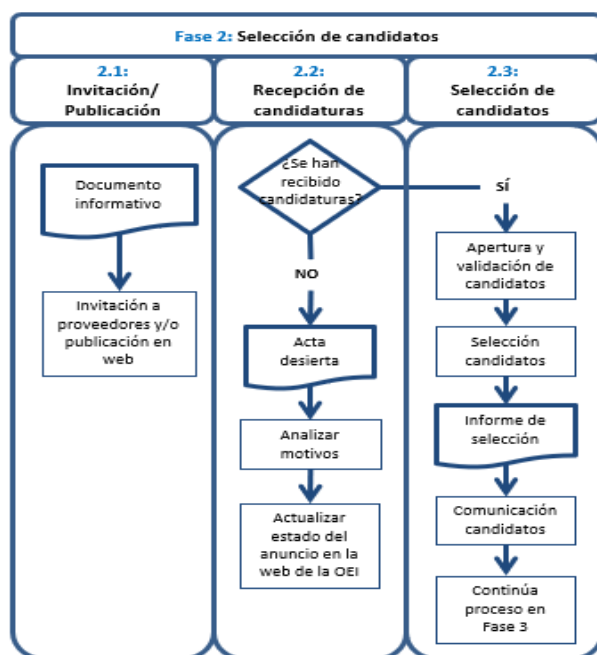 Fase 2: Selección de candidatos
2.1:
Invitación/
Publicación
2.2:
Recepción de
candidaturas
2.3:
Selección de
candidatos
Documento
informativo
Invitación a
proveedores y/o
publicación en
web
¿Se han
recibido
candidaturas?
NO
Acta
desierta
Analizar
motivos
Actualizar
estado del
anuncio en la
web de la OEI
SÍ
Apertura y
validación de
candidatos
Selección
candidatos
Informe de
selección
Comunicación
candidatos
Continúa
proceso en
Fase 3